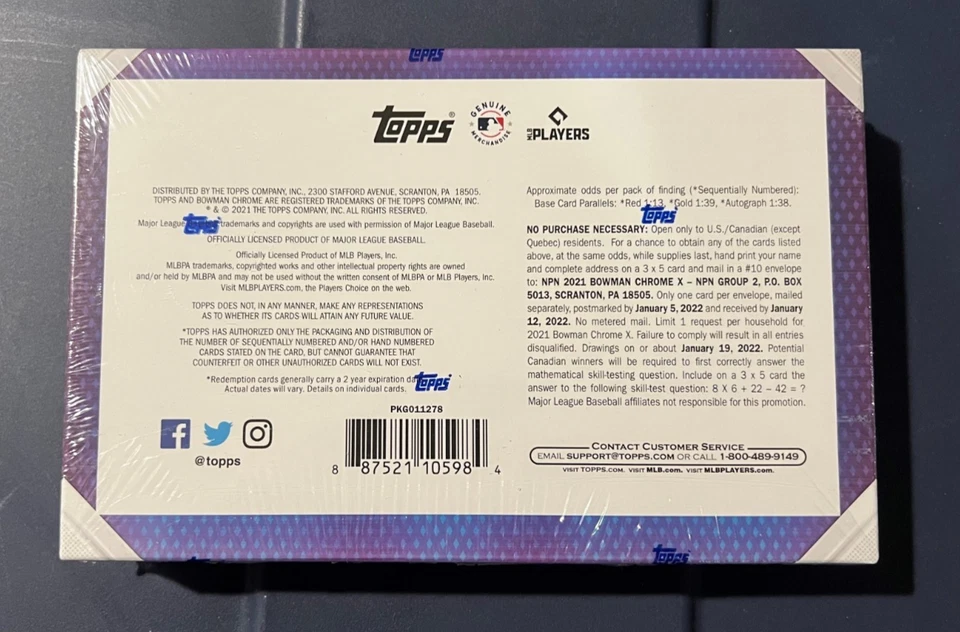 Topps
Topps®
GENUINE
MERCHANDISE
MLB PLAYERS
DISTRIBUTED BY THE TOPPS COMPANY, INC., 2300 STAFFORD AVENUE, SCRANTON, PA 18505.
TOPPS AND BOWMAN CHROME ARE REGISTERED TRADEMARKS OF THE TOPPS COMPANY, INC.
® & © 2021 THE TOPPS COMPANY, INC. ALL RIGHTS RESERVED.
Major League Topps trademarks and copyrights are used with permission of Major League Baseball.
OFFICIALLY LICENSED PRODUCT OF MAJOR LEAGUE BASEBALL.
Officially Licensed Product of MLB Players, Inc.
MLBPA trademarks, copyrighted works and other intellectual property rights are owned
and/or held by MLBPA and may not be used without the written consent of MLBPA or MLB Players, Inc.
Visit MLBPLAYERS.com, the Players Choice on the web.
TOPPS DOES NOT, IN ANY MANNER, MAKE ANY REPRESENTATIONS
AS TO WHETHER ITS CARDS WILL ATTAIN ANY FUTURE VALUE.
*TOPPS HAS AUTHORIZED ONLY THE PACKAGING AND DISTRIBUTION OF
THE NUMBER OF SEQUENTIALLY NUMBERED AND/OR HAND NUMBERED
CARDS STATED ON THE CARD, BUT CANNOT GUARANTEE THAT
COUNTERFEIT OR OTHER UNAUTHORIZED CARDS WILL NOT EXIST.
*Redemption cards generally carry a 2 year expiration Topps
Actual dates will vary. Details on individual cards.
PKG011278
@topps
8 87521 10598 4
Approximate odds per pack of finding (*Sequentially Numbered):
Base Card Parallels: *Red 1:13, *Gold 1:39, *Autograph 1:38.
Topps
NO PURCHASE NECESSARY: Open only to U.S./Canadian (except
Quebec) residents. For a chance to obtain any of the cards listed
above, at the same odds, while supplies last, hand print your name
and complete address on a 3 x 5 card and mail in a #10 envelope
to: NPN 2021 BOWMAN CHROME X – NPN GROUP 2, P.O. BOX
5013, SCRANTON, PA 18505. Only one card per envelope, mailed
separately, postmarked by January 5, 2022 and received by January
12, 2022. No metered mail. Limit 1 request per household for
2021 Bowman Chrome X. Failure to comply will result in all entries
disqualified. Drawings on or about January 19, 2022. Potential
Canadian winners will be required to first correctly answer the
mathematical skill-testing question. Include on a 3 x 5 card the
answer to the following skill-test question: 8 X 6 + 22 – 42 = ?
Major League Baseball affiliates not responsible for this promotion.
CONTACT CUSTOMER SERVICE
EMAIL SUPPORT@TOPPS.COM OR CALL 1-800-489-9149
VISIT TOPPS.COM. VISIT MLB.com. VISIT MLBPLAYERS.com.
Topps